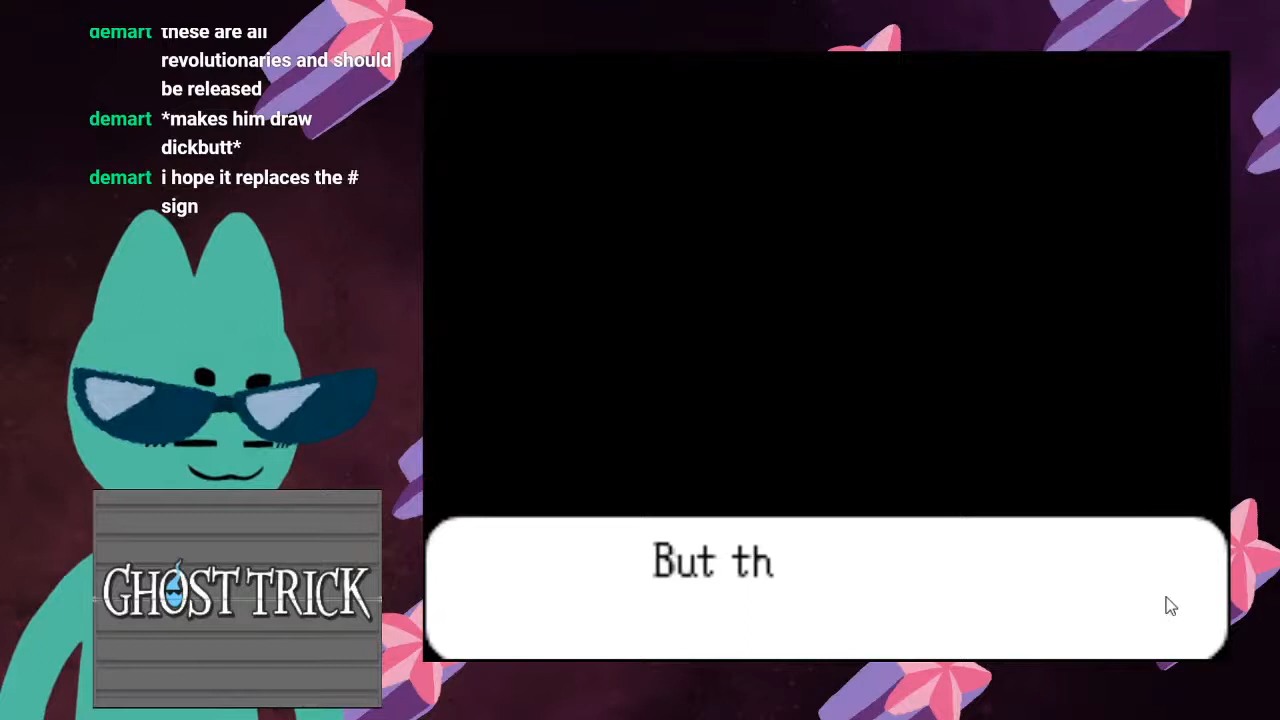 demart these are all
revolutionaries and should
be released
demart *makes him draw
dickbutt*
demart i hope it replaces the #
sign
GHOST TRICK
But th